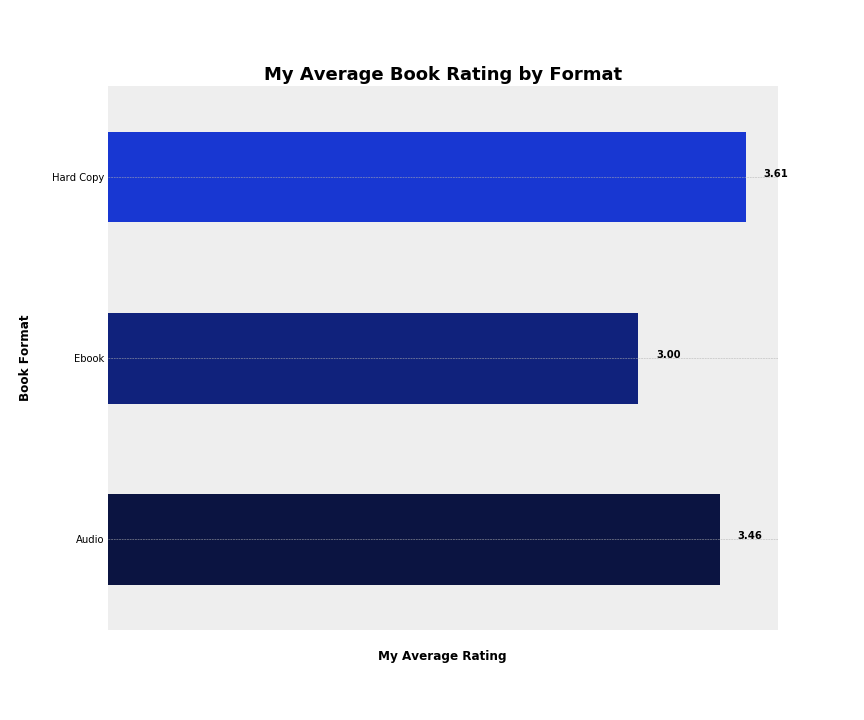 My Average Book Rating by Format
Hard Copy
3.61
Book Format
Ebook
3.00
Audio
3.46
My Average Rating